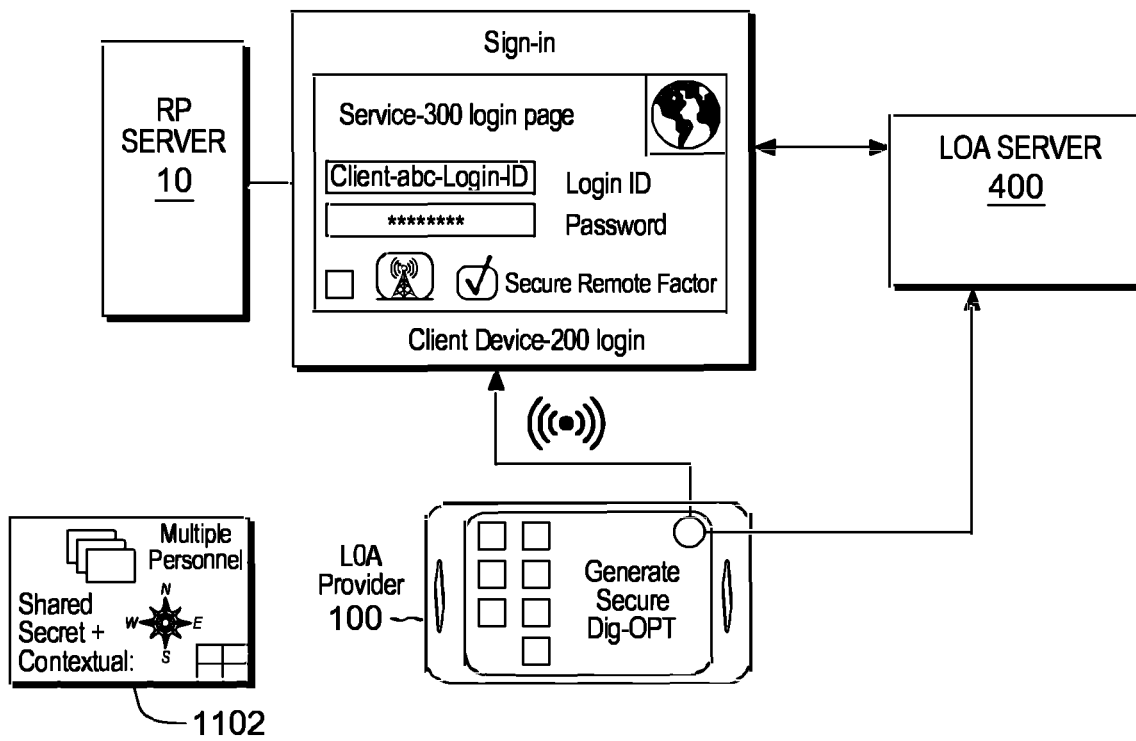 Sign-in
RP
SERVER
10
Service-300 login page
Client-abc-Login-ID
Login ID
********
Password
Secure Remote Factor
Client Device-200 login
LOA SERVER
400
Multiple
Personnel
Shared
Secret +
Contextual:
N
W
E
S
1102
L0A
Provider
100
Generate
Secure
Dig-OPT